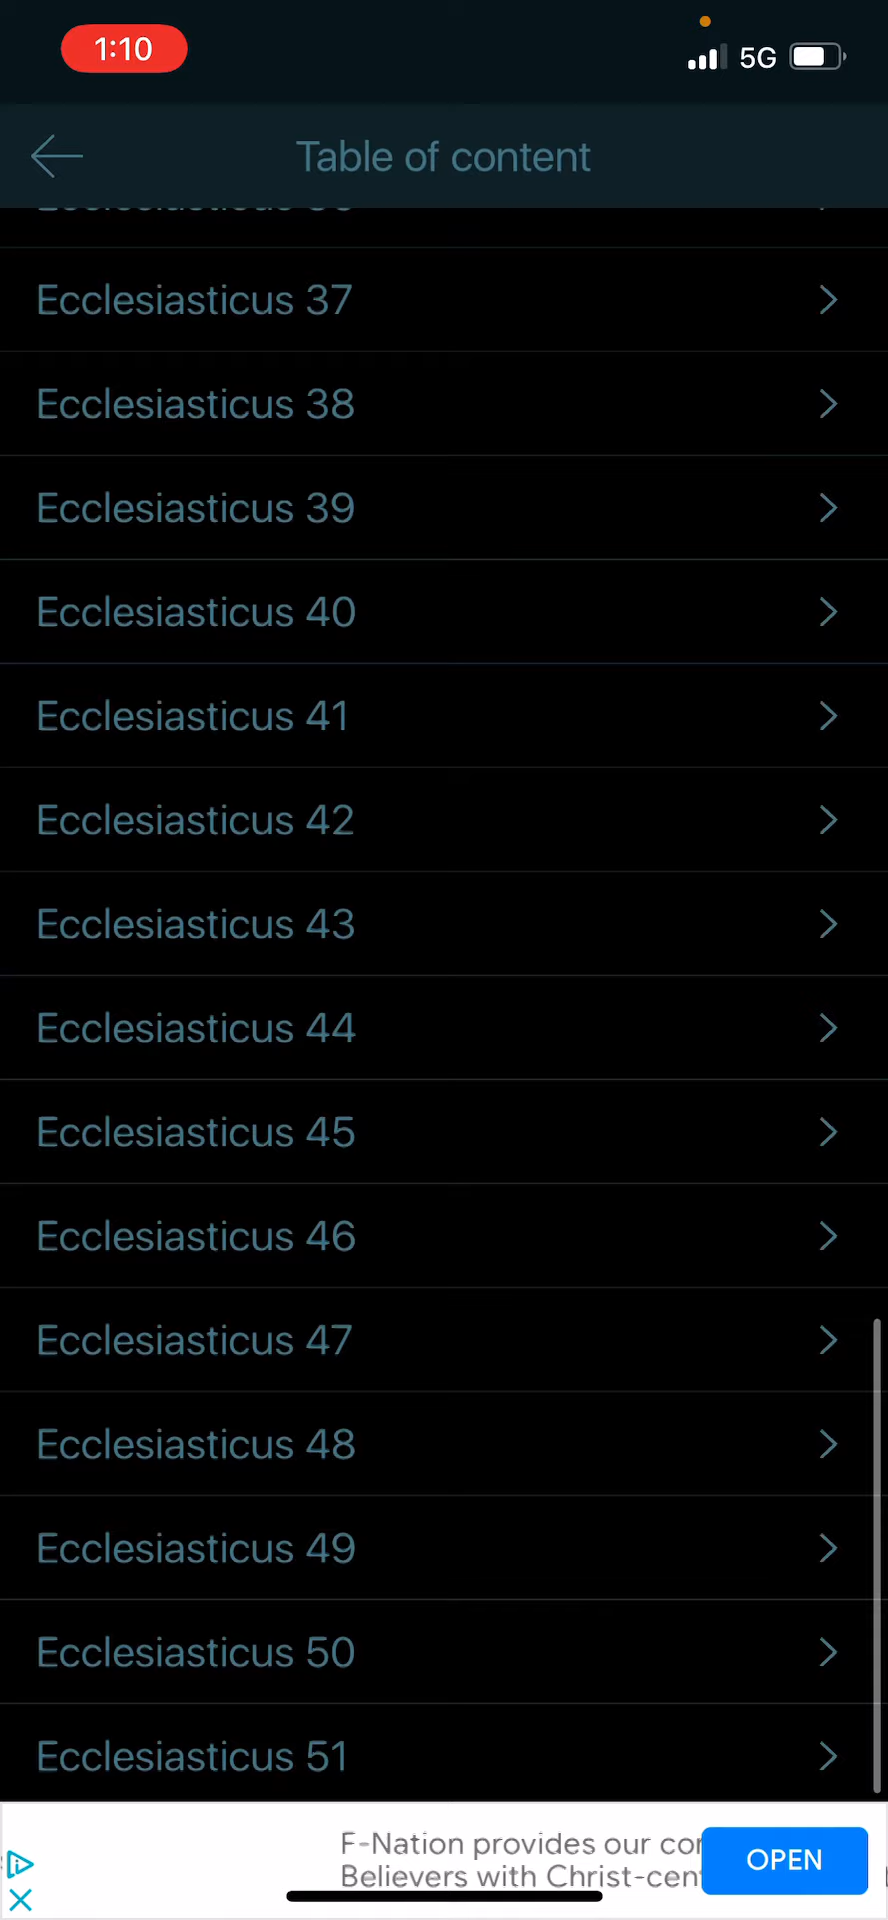 1:10
5G
Table of content
Ecclesiasticus 37
Ecclesiasticus 38
Ecclesiasticus 39
Ecclesiasticus 40
Ecclesiasticus 41
Ecclesiasticus 42
Ecclesiasticus 43
Ecclesiasticus 44
Ecclesiasticus 45
Ecclesiasticus 46
Ecclesiasticus 47
Ecclesiasticus 48
Ecclesiasticus 49
Ecclesiasticus 50
Ecclesiasticus 51
F-Nation provides our
Believers with
OPEN